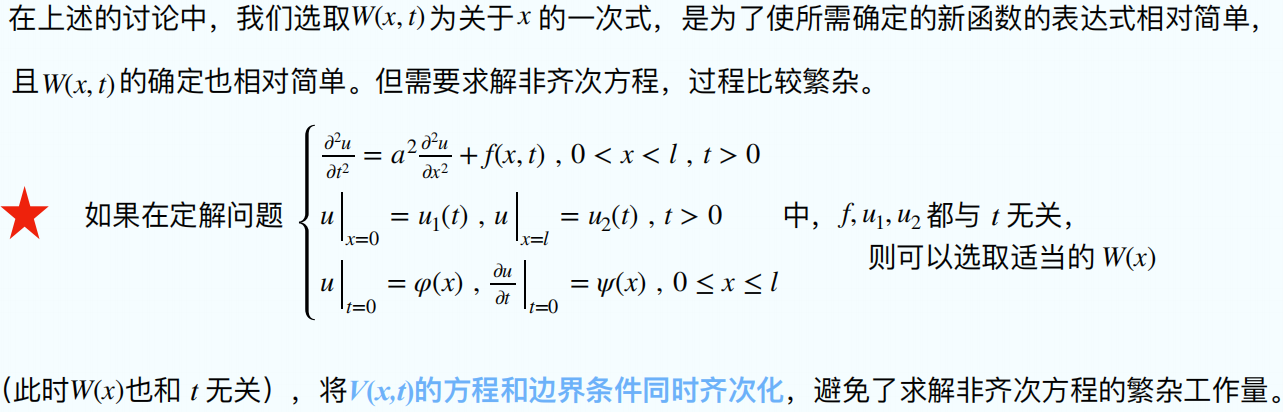 在上述的讨论中，我们选取W(x, t)为关于x 的一次式，是为了使所需确定的新函数的表达式相对简单，
且W(x, t)的确定也相对简单。但需要求解非齐次方程，过程比较繁杂。
如果在定解问题
∂²u/∂t² = a² ∂²u/∂x² + f(x, t) , 0 < x < l , t > 0
u|x=0 = u₁(t) , u|x=l = u₂(t) , t > 0
u|t=0 = φ(x) , ∂u/∂t|t=0 = ψ(x) , 0 ≤ x ≤ l
中，f, u₁, u₂ 都与 t 无关，
则可以选取适当的 W(x)
（此时W(x)也和 t 无关），将V(x,t)的方程和边界条件同时齐次化，避免了求解非齐次方程的繁杂工作量。